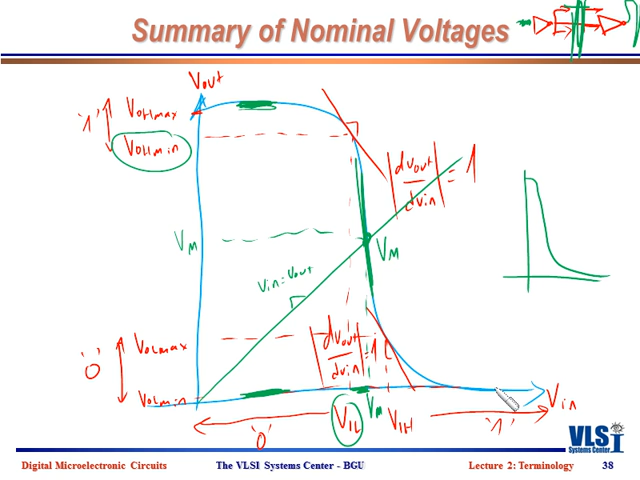 Summary of Nominal Voltages
Vout
'1'
VOHmax
VOHmin
|dvout/dvin| = 1
VM
VM
Vin=Vout
'0'
VOLmax
|dvout/dvin| = 1
VOLmin
Vin
'0'
VIL
VM
VIH
'1'
VLSI
Systems Center
Digital Microelectronic Circuits
The VLSI Systems Center - BGU
Lecture 2: Terminology
38